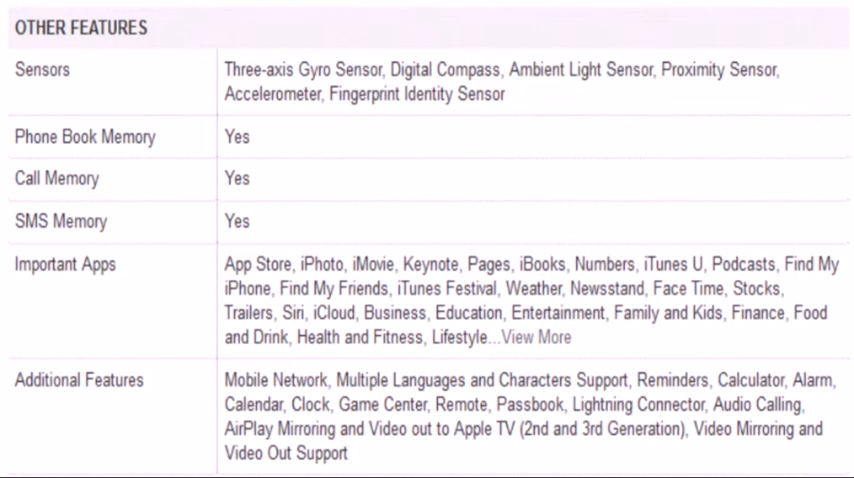 OTHER FEATURES
Sensors
Three-axis Gyro Sensor, Digital Compass, Ambient Light Sensor, Proximity Sensor,
Accelerometer, Fingerprint Identity Sensor
Phone Book Memory
Yes
Call Memory
Yes
SMS Memory
Yes
Important Apps
App Store, iPhoto, iMovie, Keynote, Pages, iBooks, Numbers, iTunes U, Podcasts, Find My
iPhone, Find My Friends, iTunes Festival, Weather, Newsstand, Face Time, Stocks,
Trailers, Siri, iCloud, Business, Education, Entertainment, Family and Kids, Finance, Food
and Drink, Health and Fitness, Lifestyle...View More
Additional Features
Mobile Network, Multiple Languages and Characters Support, Reminders, Calculator, Alarm,
Calendar, Clock, Game Center, Remote, Passbook, Lightning Connector, Audio Calling,
AirPlay Mirroring and Video out to Apple TV (2nd and 3rd Generation), Video Mirroring and
Video Out Support